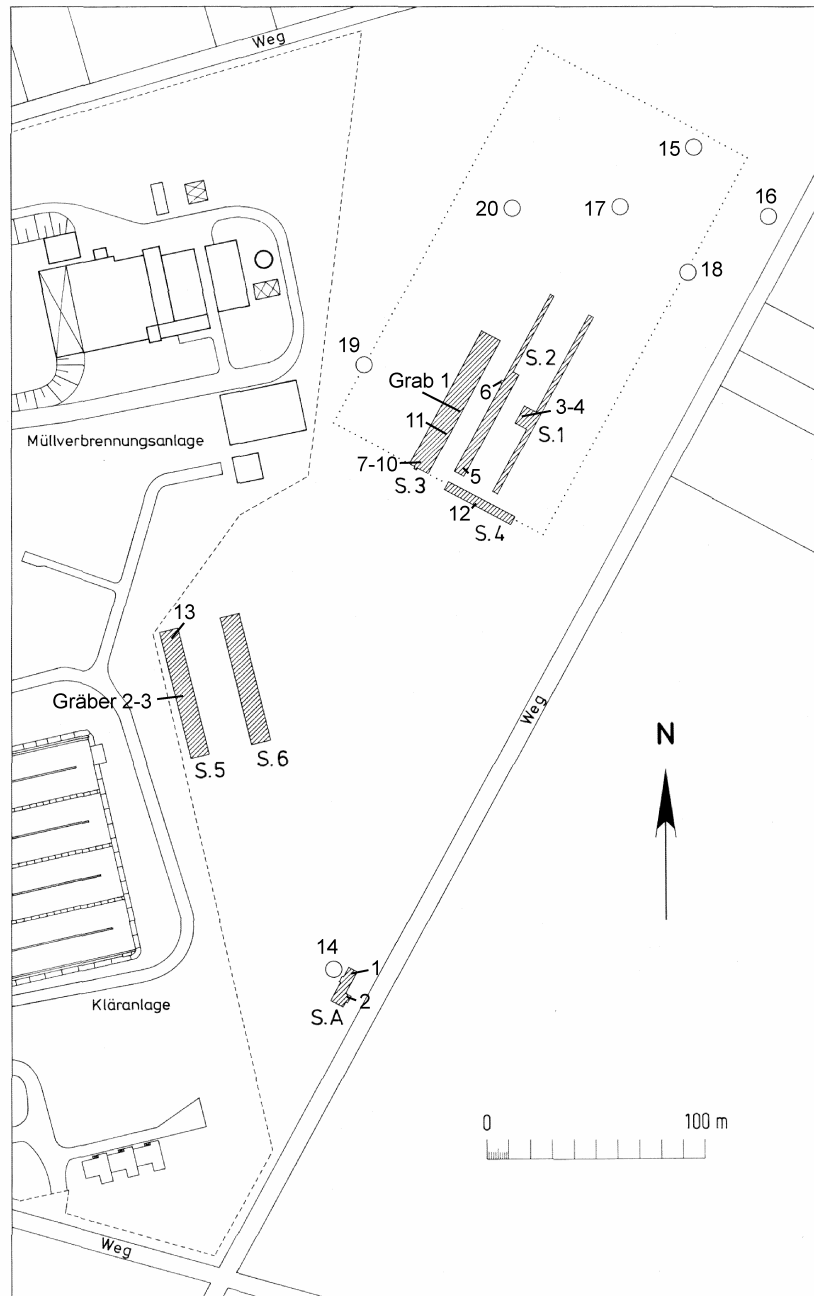 Weg
15
16
20
17
18
19
S.2
Grab 1
6
3-4
11
S.1
Müllverbrennungsanlage
7-10
5
S.3
12
S.4
13
Gräber 2-3
Weg
N
S.5
S.6
14
1
2
Kläranlage
S.A
0
100 m
Weg